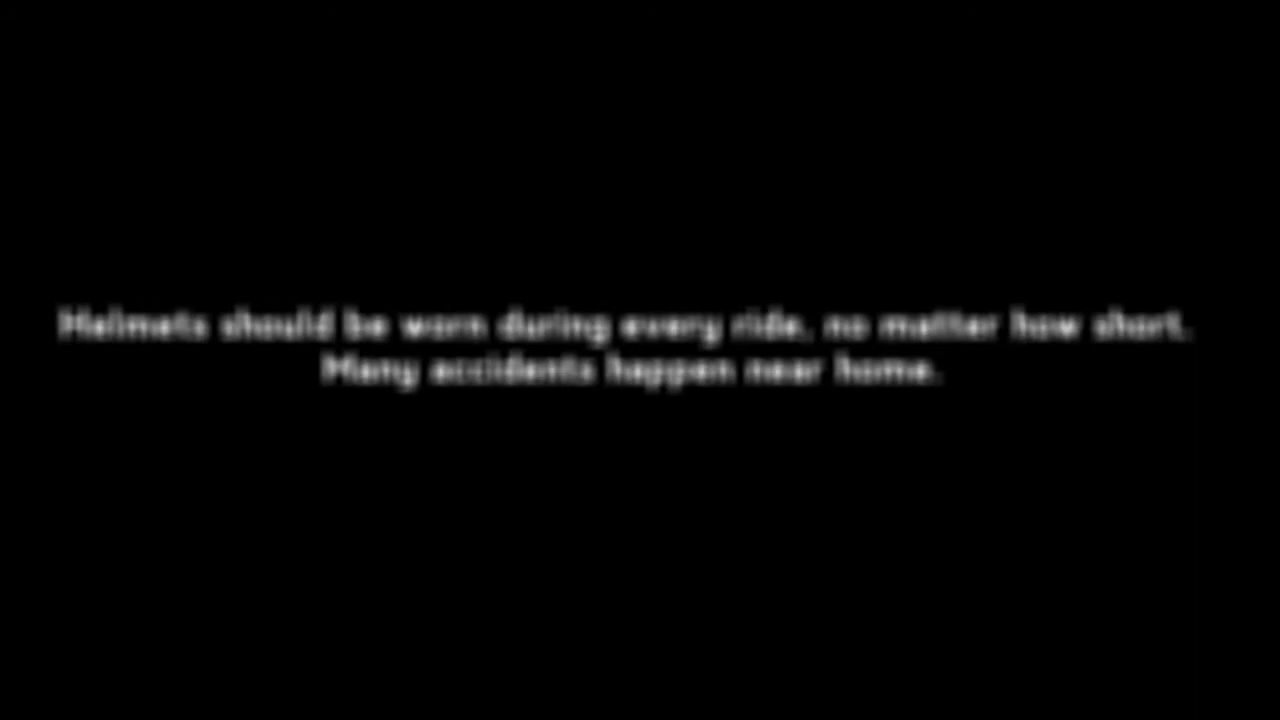 Helmets should be worn during every ride, no matter how short.
Many accidents happen near home.